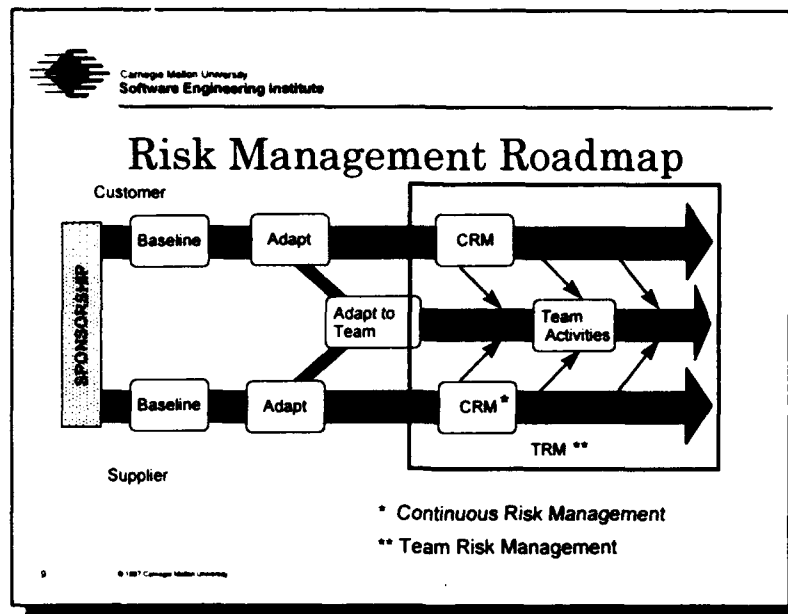 Carnegie Mellon University
Software Engineering Institute
Risk Management Roadmap
Customer
SPONSORSHIP
Baseline
Adapt
CRM
Adapt to
Team
Team
Activities
Baseline
Adapt
CRM *
TRM **
Supplier
* Continuous Risk Management
** Team Risk Management
9
© 1997 Carnegie Mellon University